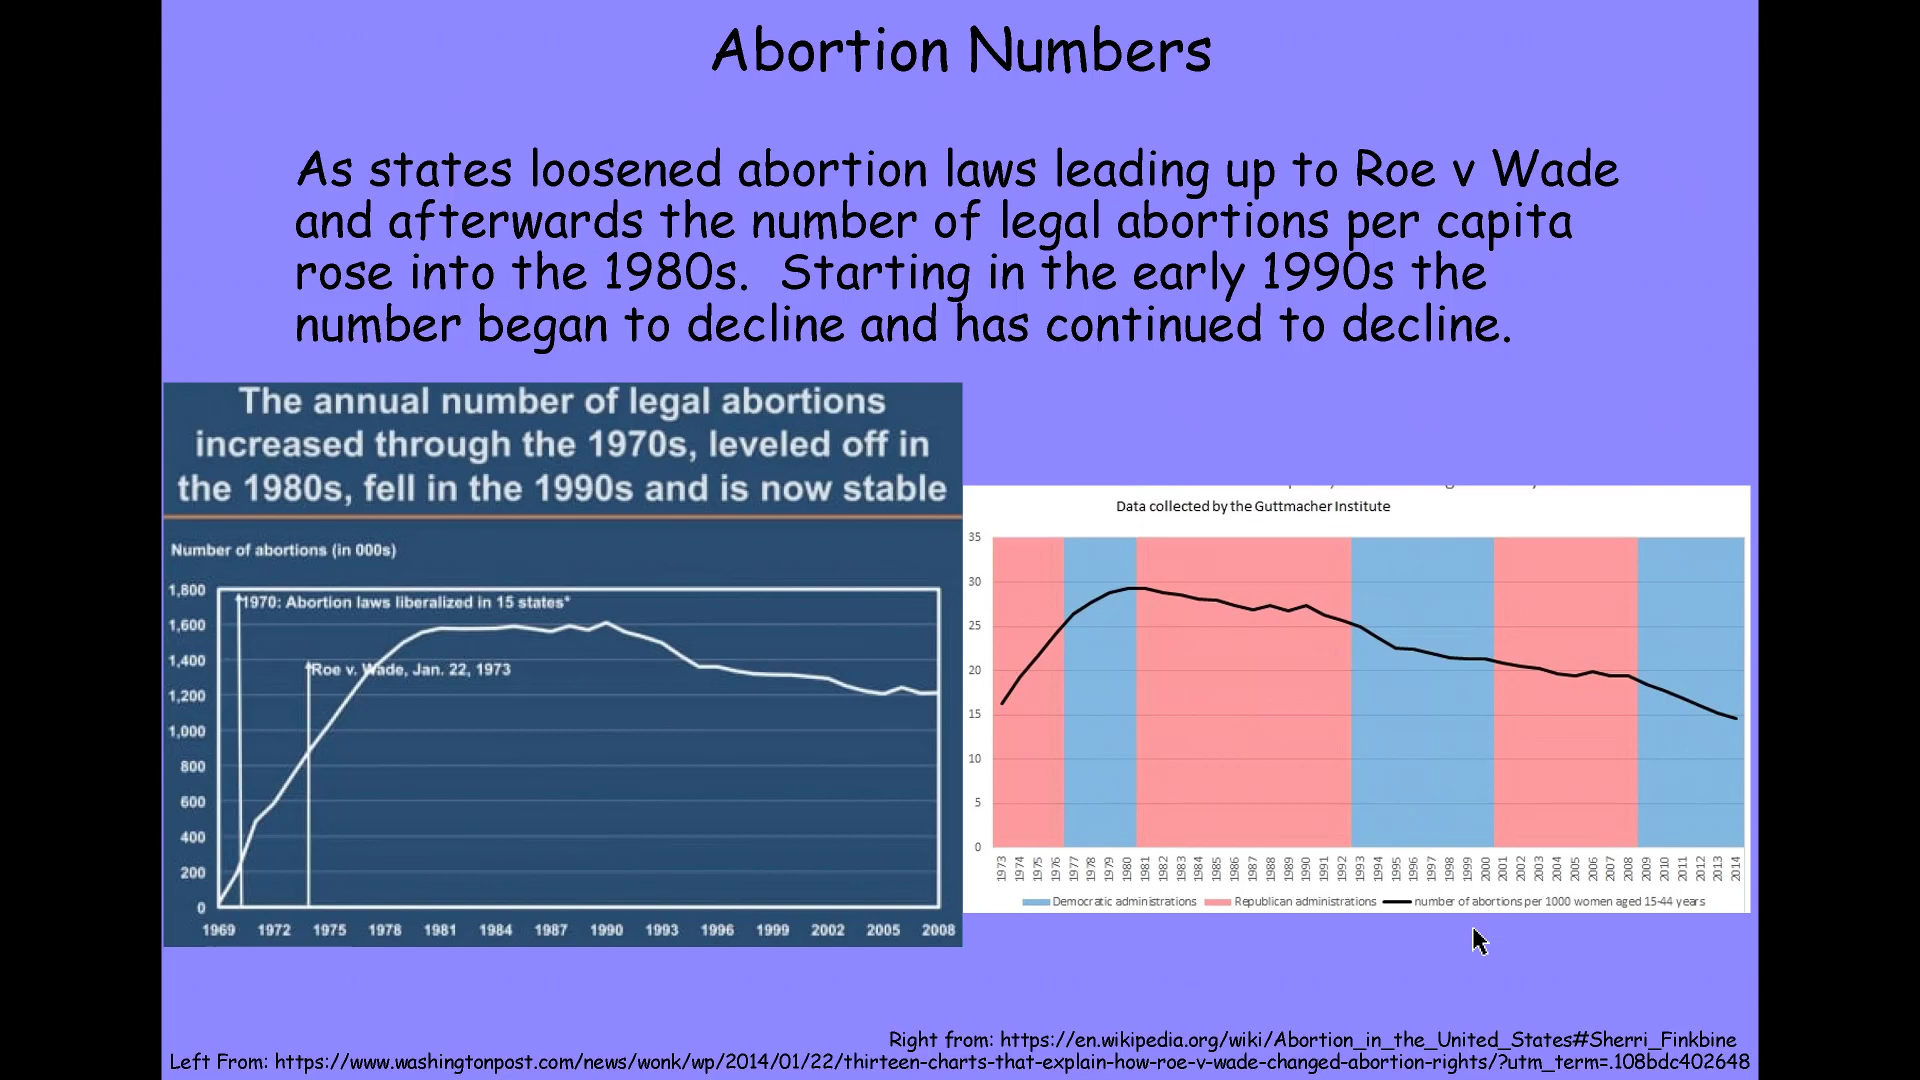 Abortion Numbers
As states loosened abortion laws leading up to Roe v Wade
and afterwards the number of legal abortions per capita
rose into the 1980s. Starting in the early 1990s the
number began to decline and has continued to decline.
The annual number of legal abortions
increased through the 1970s, leveled off in
the 1980s, fell in the 1990s and is now stable
Number of abortions (in 000s)
1,800
1970: Abortion laws liberalized in 15 states*
1,600
1,400
Roe v. Wade, Jan. 22, 1973
1,200
1,000
800
600
400
200
0
1969 1972 1975 1978 1981 1984 1987 1990 1993 1996 1999 2002 2005 2008
Data collected by the Guttmacher Institute
35
30
25
20
15
10
5
0
1973 1974 1975 1976 1977 1978 1979 1980 1981 1982 1983 1984 1985 1986 1987 1988 1989 1990 1991 1992 1993 1994 1995 1996 1997 1998 1999 2000 2001 2002 2003 2004 2005 2006 2007 2008 2009 2010 2011 2012 2013 2014
Democratic administrations Republican administrations number of abortions per 1000 women aged 15-44 years
Right from: https://en.wikipedia.org/wiki/Abortion_in_the_United_States#Sherri_Finkbine
Left From: https://www.washingtonpost.com/news/wonk/wp/2014/01/22/thirteen-charts-that-explain-how-roe-v-wade-changed-abortion-rights/?utm_term=.108bdc402648